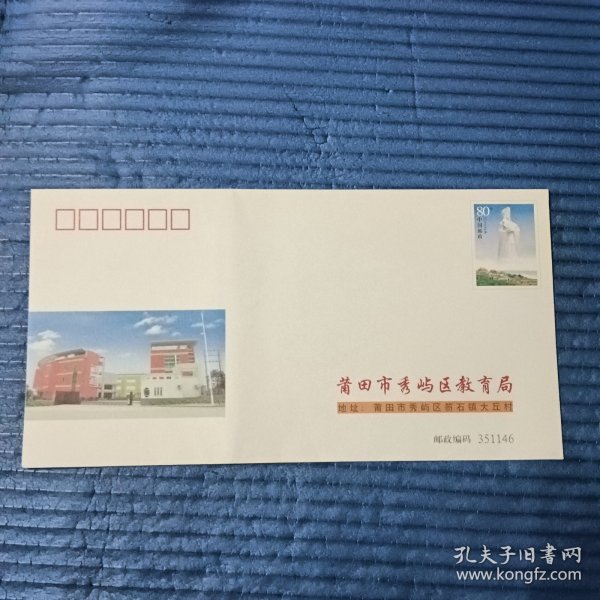 80
中国邮政
莆田市秀屿区教育局
地址：莆田市秀屿区笏石镇大丘村
邮政编码 351146
孔夫子旧书网
www.kongfz.com